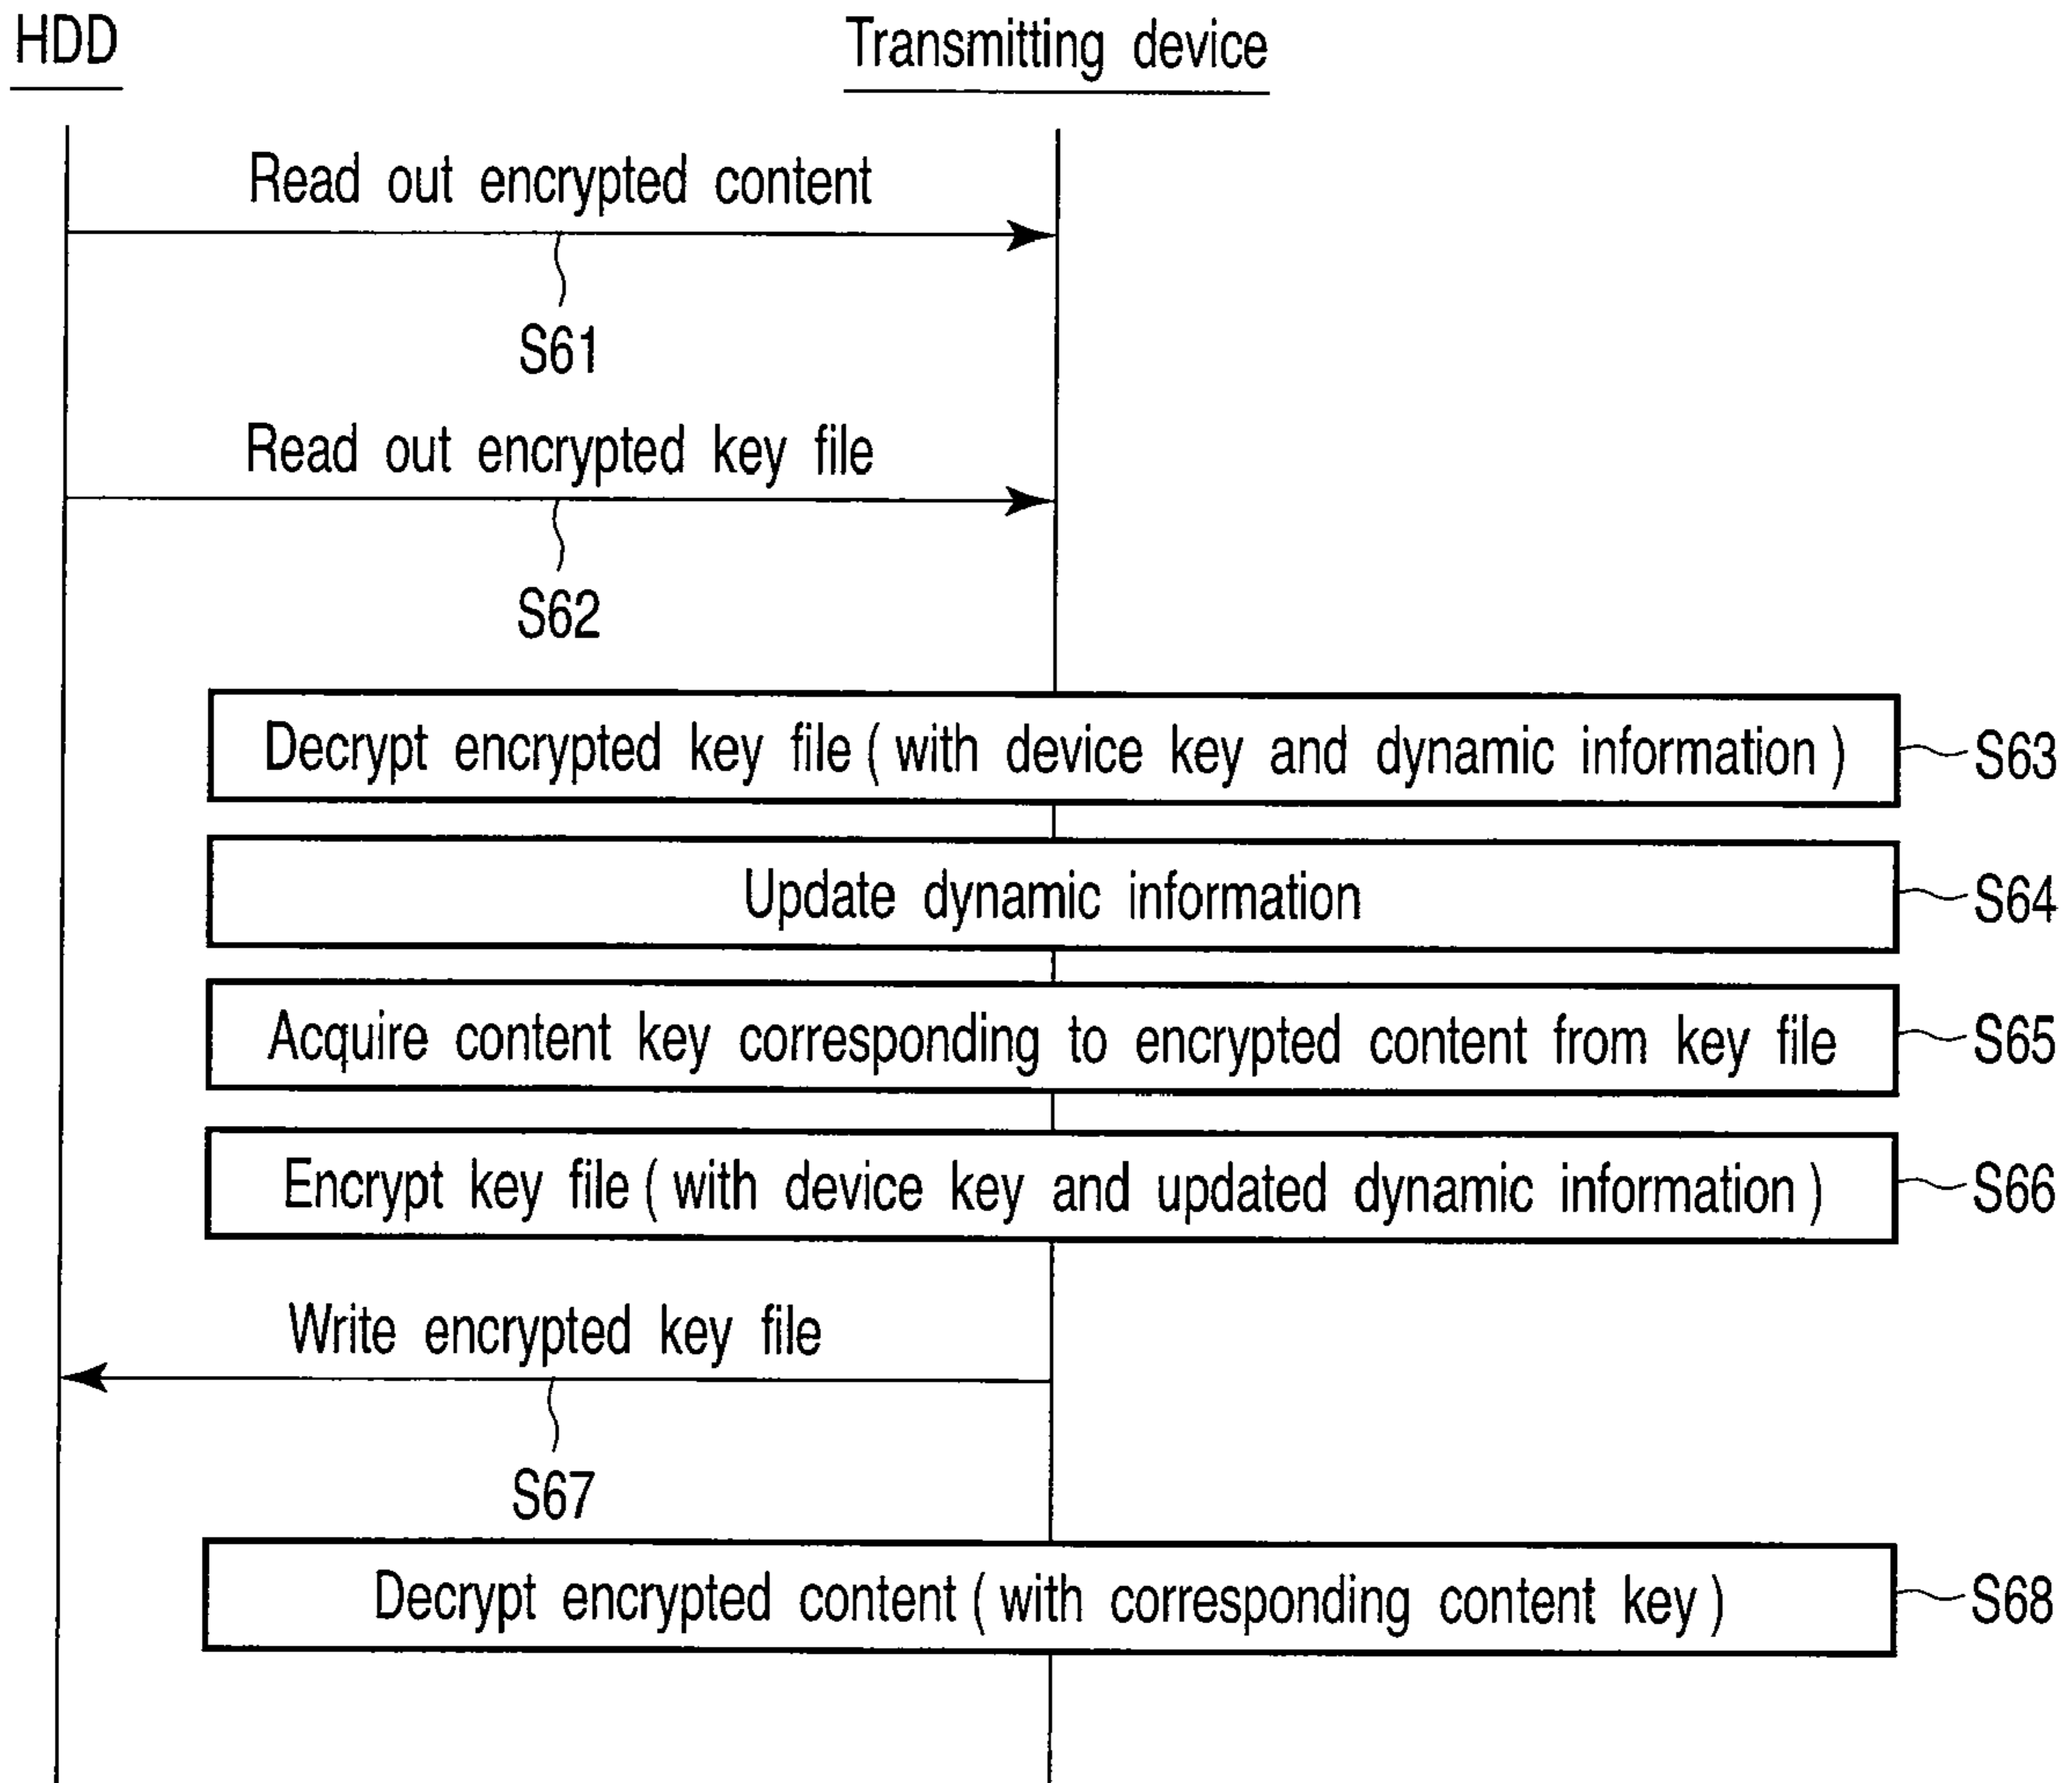 HDD
Transmitting device
Read out encrypted content
S61
Read out encrypted key file
S62
Decrypt encrypted key file (with device key and dynamic information)
S63
Update dynamic information
S64
Acquire content key corresponding to encrypted content from key file
S65
Encrypt key file (with device key and updated dynamic information)
S66
Write encrypted key file
S67
Decrypt encrypted content (with corresponding content key)
S68